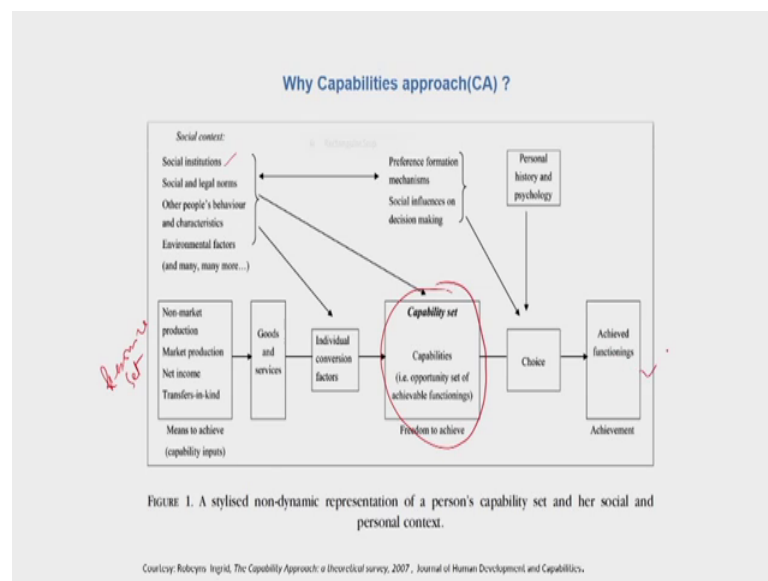 Why Capabilities approach(CA) ?
Social context:
Social institutions
Social and legal norms
Other people's behaviour
and characteristics
Environmental factors
(and many, many more...)
Preference formation
mechanisms
Social influences on
decision making
Personal
history and
psychology
Resource
set
Non-market
production
Market production
Net income
Transfers-in-kind
Goods
and
services
Individual
conversion
factors
Capability set
Capabilities
(i.e. opportunity set of
achievable functionings)
Choice
Achieved
functionings
Means to achieve
(capability inputs)
Freedom to achieve
Achievement
FIGURE 1. A stylised non-dynamic representation of a person's capability set and her social and
personal context.
Courtesy: Robeyns Ingrid, The Capability Approach: a theoretical survey, 2007 , Journal of Human Development and Capabilities.